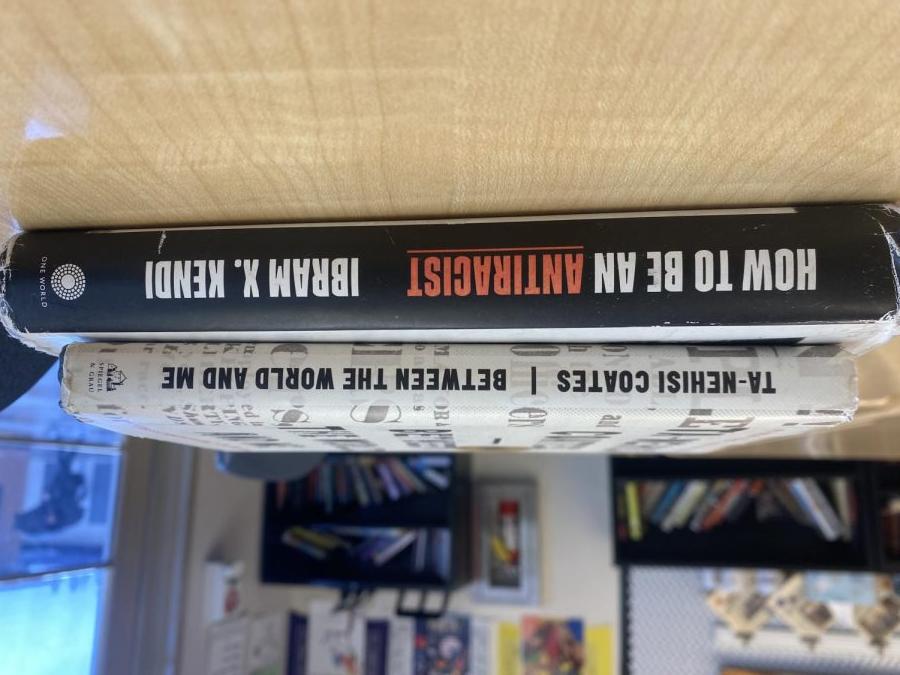 TA-NEHISI COATES | BETWEEN THE WORLD AND ME
SPIEGEL
& GRAU
HOW TO BE AN ANTIRACIST IBRAM X. KENDI
ONE WORLD